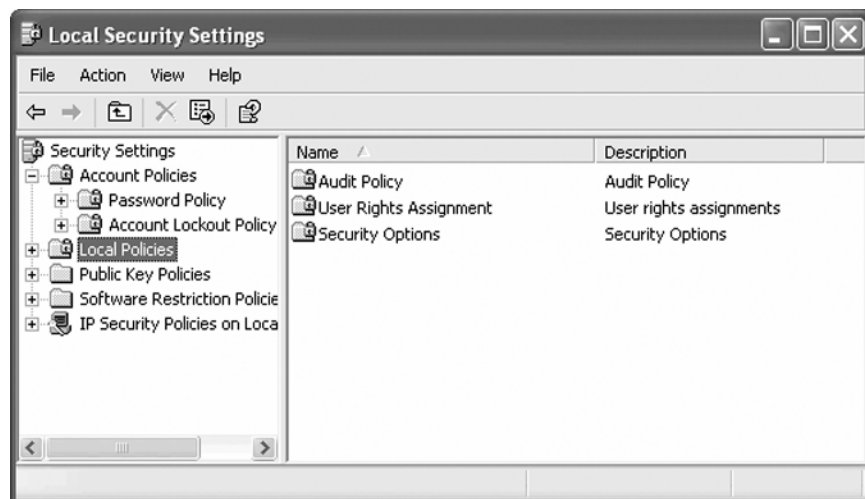 Local Security Settings
File Action View Help
Security Settings
Account Policies
Password Policy
Account Lockout Policy
Local Policies
Public Key Policies
Software Restriction Policie
IP Security Policies on Loca
Name Description
Audit Policy Audit Policy
User Rights Assignment User rights assignments
Security Options Security Options